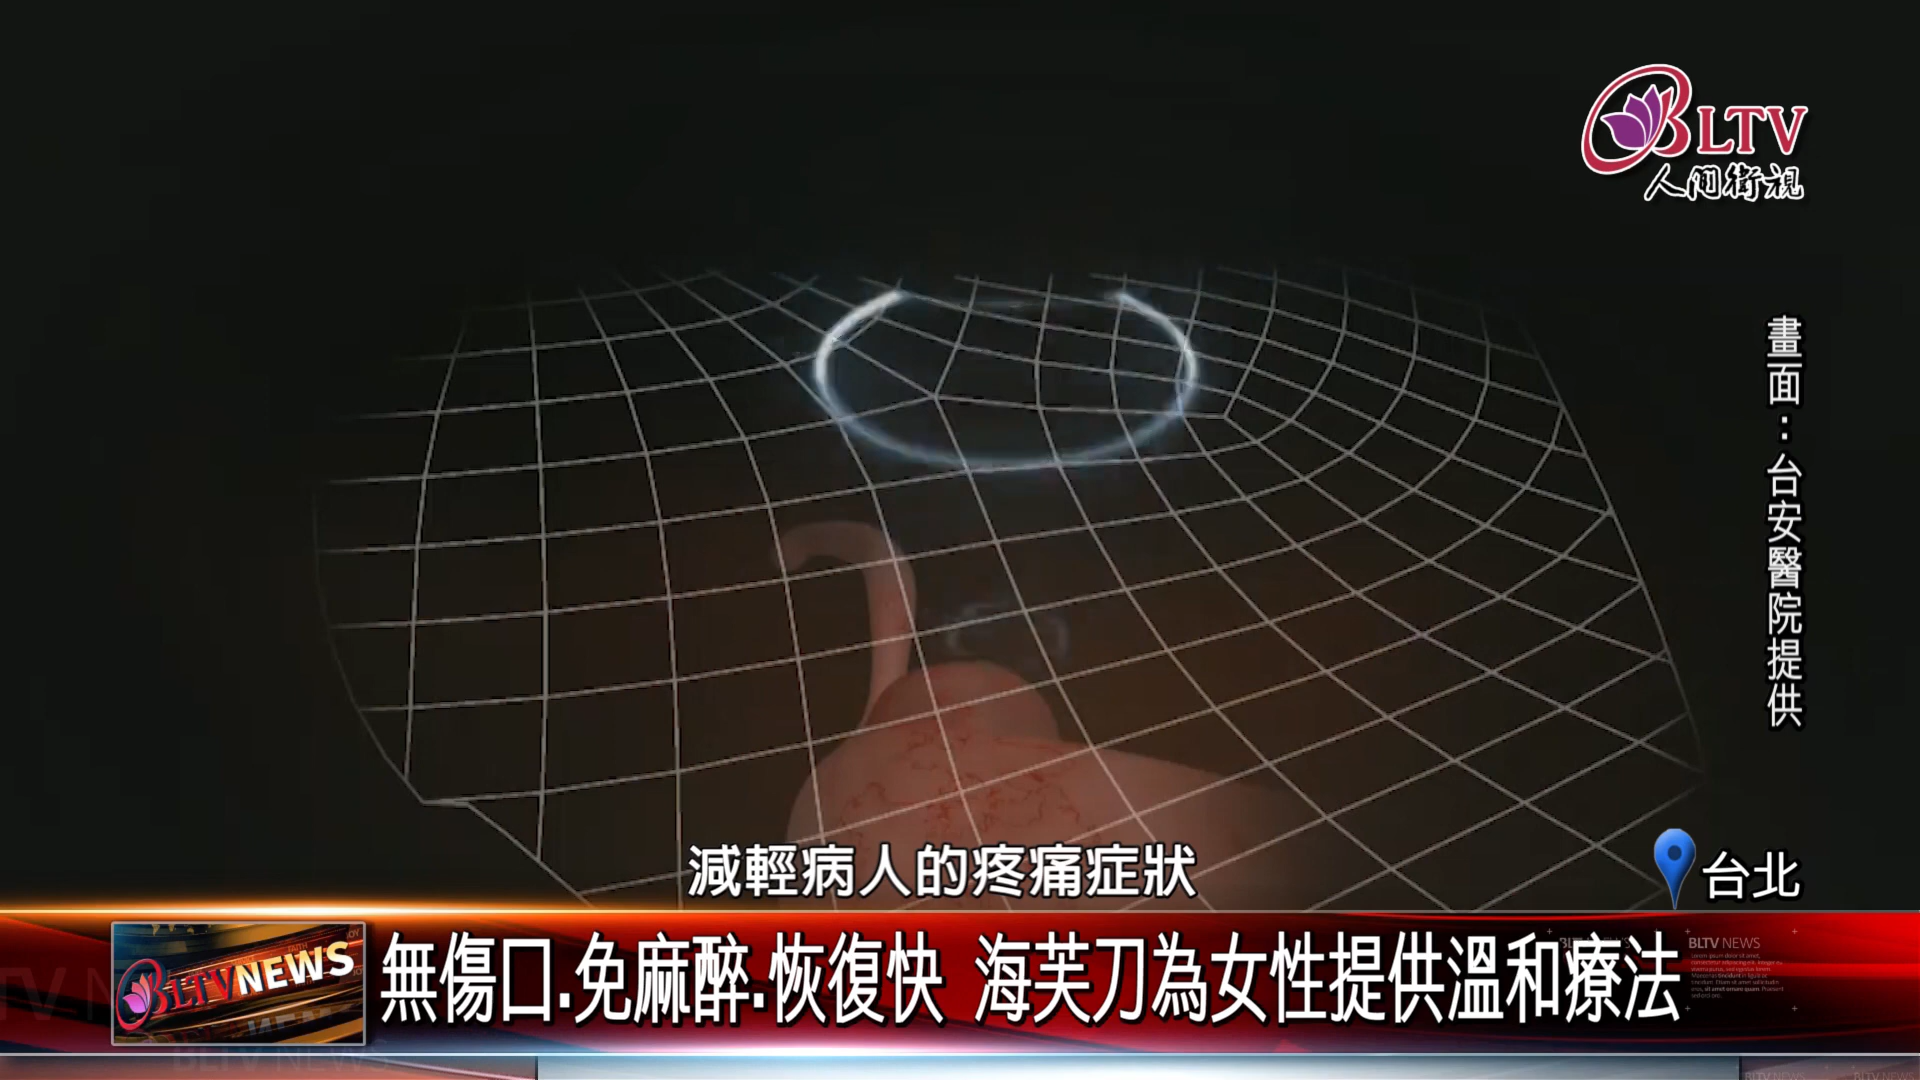 BLTV
人間衛視
畫面：台安醫院提供
減輕病人的疼痛症狀
台北
BLTV NEWS
無傷口.免麻醉.恢復快 海芙刀為女性提供溫和療法
BLTV NEWS